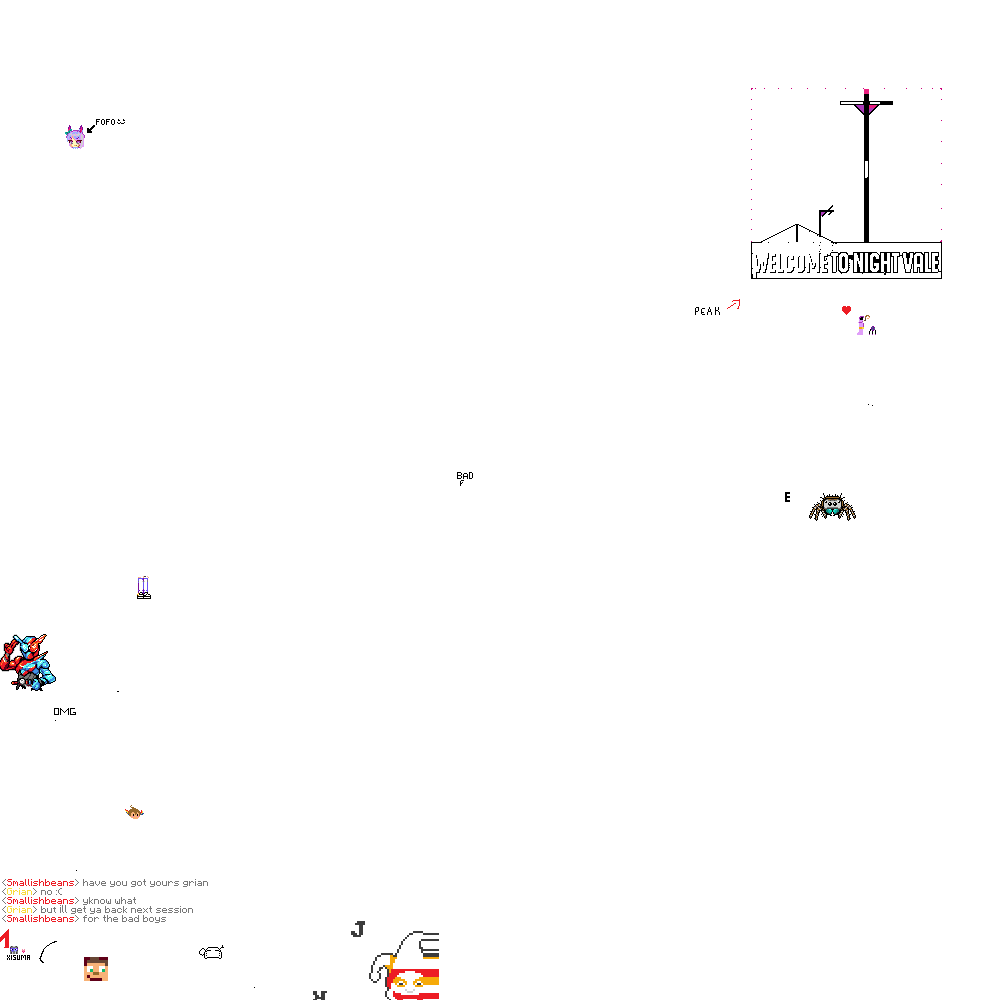 FOFO
WELCOME TO NIGHT VALE
PEAK
BAD
F
E
OMG
<Smallishbeans> have you got yours grian
<Grian> no :(
<Smallishbeans> yknow what
<Grian> but ill get ya back next session
<Smallishbeans> for the bad boys
XISUMA
J